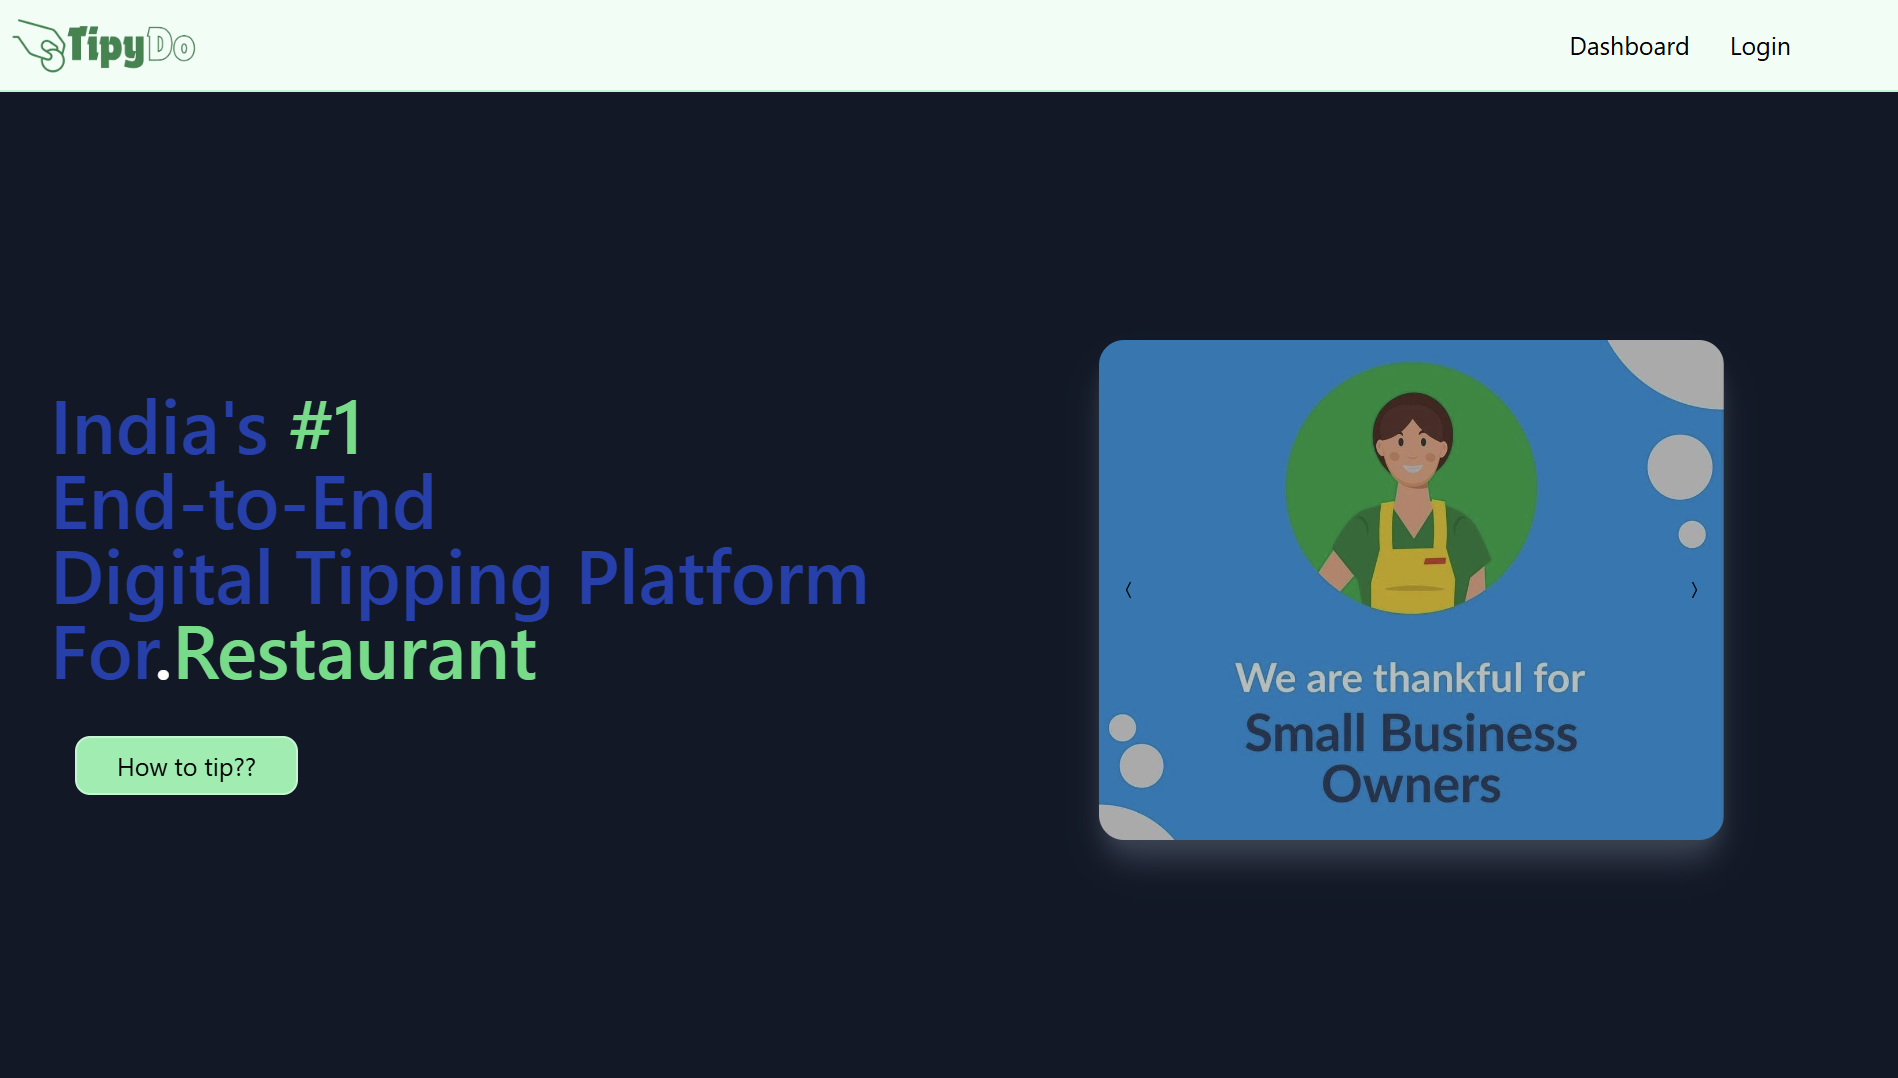 TipyDo
Dashboard
Login
India's #1
End-to-End
Digital Tipping Platform
For.Restaurant
How to tip??
We are thankful for
Small Business
Owners